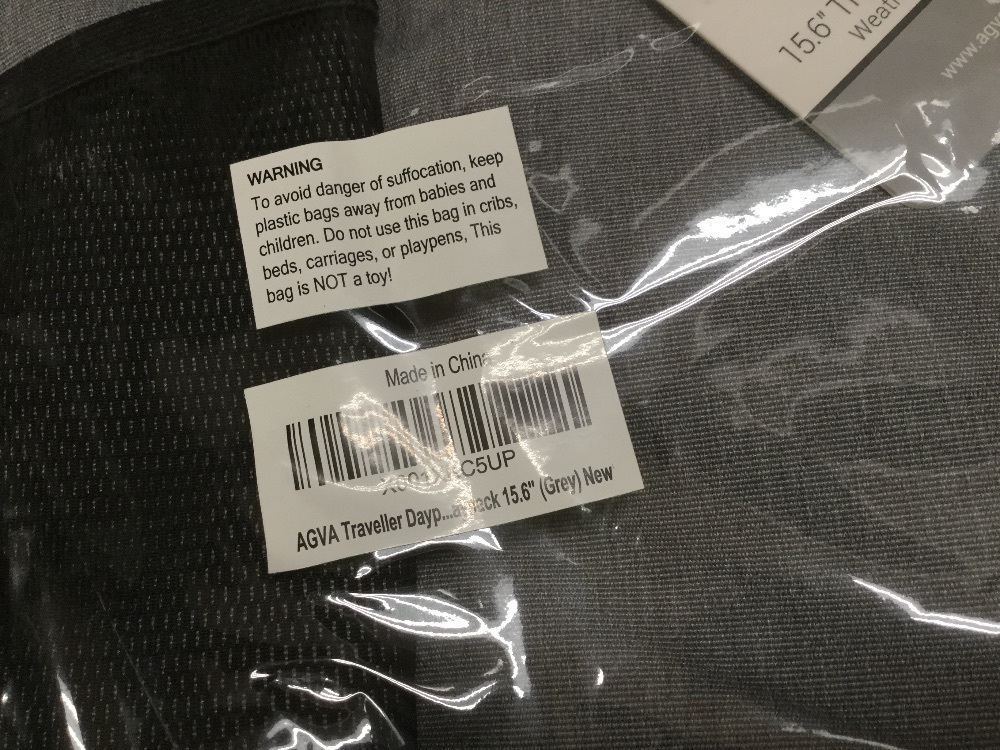 15.6"
www.agv
WARNING
To avoid danger of suffocation, keep
plastic bags away from babies and
children. Do not use this bag in cribs,
beds, carriages, or playpens, This
bag is NOT a toy!
Made in China
C5UP
AGVA Traveller Dayp...ack 15.6" (Grey) New